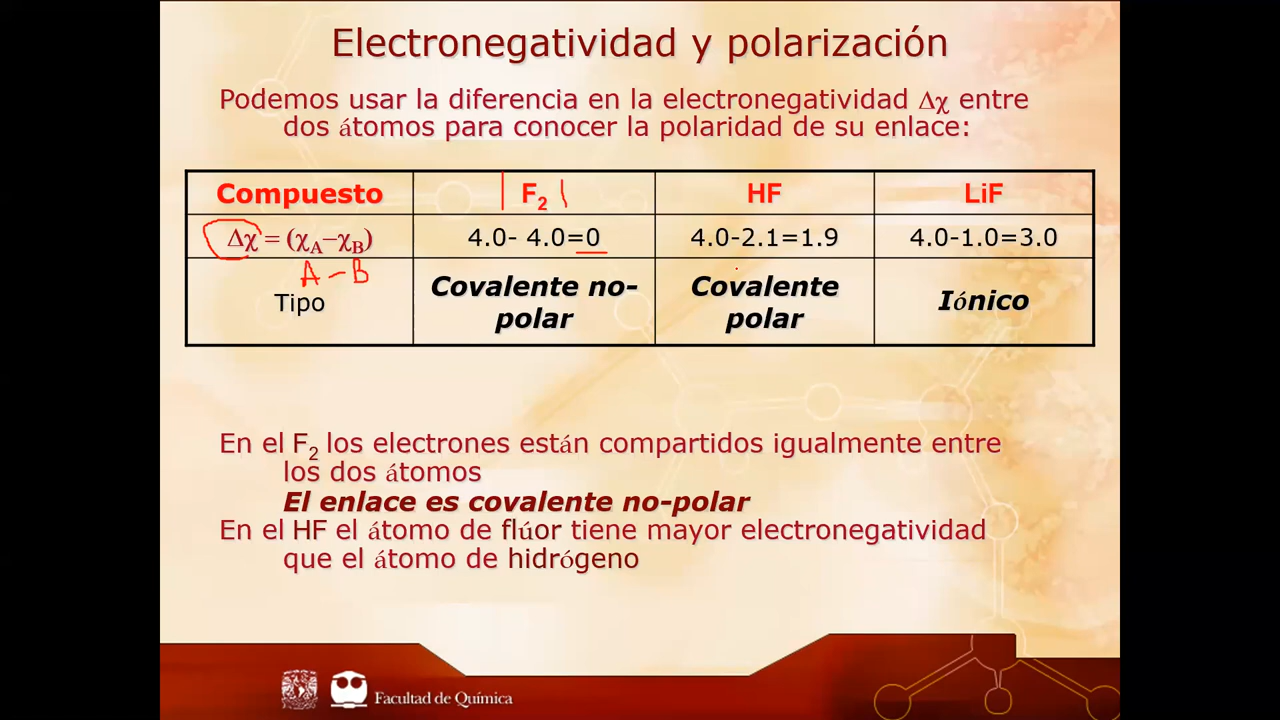 Electronegatividad y polarización
Podemos usar la diferencia en la electronegatividad Δχ entre
dos átomos para conocer la polaridad de su enlace:
Compuesto F₂ HF LiF
Δχ = (χA–χB) 4.0- 4.0=0 4.0-2.1=1.9 4.0-1.0=3.0
A – B
Tipo Covalente no-polar Covalente polar Iónico
En el F₂ los electrones están compartidos igualmente entre
los dos átomos
El enlace es covalente no-polar
En el HF el átomo de flúor tiene mayor electronegatividad
que el átomo de hidrógeno
Facultad de Química